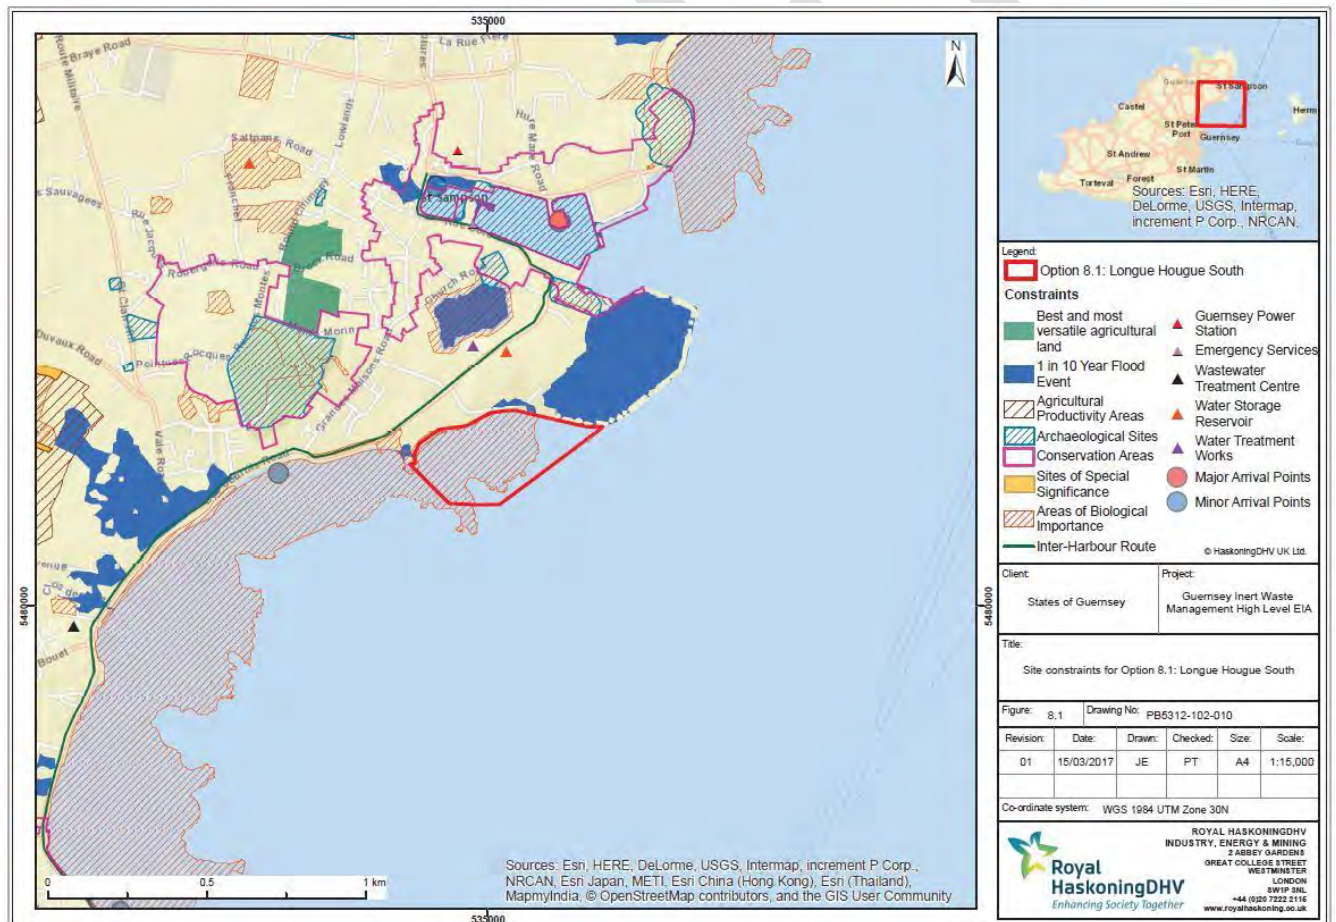 535000
La Rue Fière
Braye Road
Route Militaire
N
Saltpans Road
Lowlands
Hure Mare Road
s Sauvagees
Franchet
St Sampson
Robergerie Road
Church Road
Morin
Duvaux Road
Pointues Rocques
Grandes Maisons Road
Vale Ro
Bouet
5480000
5480000
0 0.5 1 km
Sources: Esri, HERE, DeLorme, USGS, Intermap, increment P Corp.,
NRCAN, Esri Japan, METI, Esri China (Hong Kong), Esri (Thailand),
MapmyIndia, © OpenStreetMap contributors, and the GIS User Community
535000
St Sampson
Castel
Herm
St Peter
Port
Guernsey
St Andrew
St Martin
Forest
Torteval
Sources: Esri, HERE,
DeLorme, USGS, Intermap,
increment P Corp., NRCAN,
Legend:
Option 8.1: Longue Hougue South
Constraints
Best and most
versatile agricultural
land
1 in 10 Year Flood
Event
Agricultural
Productivity Areas
Archaeological Sites
Conservation Areas
Sites of Special
Significance
Areas of Biological
Importance
Inter-Harbour Route
Guernsey Power
Station
Emergency Services
Wastewater
Treatment Centre
Water Storage
Reservoir
Water Treatment
Works
Major Arrival Points
Minor Arrival Points
© HaskoningDHV UK Ltd.
Client:
States of Guernsey
Project:
Guernsey Inert Waste
Management High Level EIA
Title:
Site constraints for Option 8.1: Longue Hougue South
Figure: 8.1 Drawing No: PB5312-102-010
Revision: Date: Drawn: Checked: Size: Scale:
01 15/03/2017 JE PT A4 1:15,000
Co-ordinate system: WGS 1984 UTM Zone 30N
Royal
HaskoningDHV
Enhancing Society Together
ROYAL HASKONINGDHV
INDUSTRY, ENERGY & MINING
2 ABBEY GARDENS
GREAT COLLEGE STREET
WESTMINSTER
LONDON
SW1P 3NL
+44 (0)20 7222 2115
www.royalhaskoning.co.uk